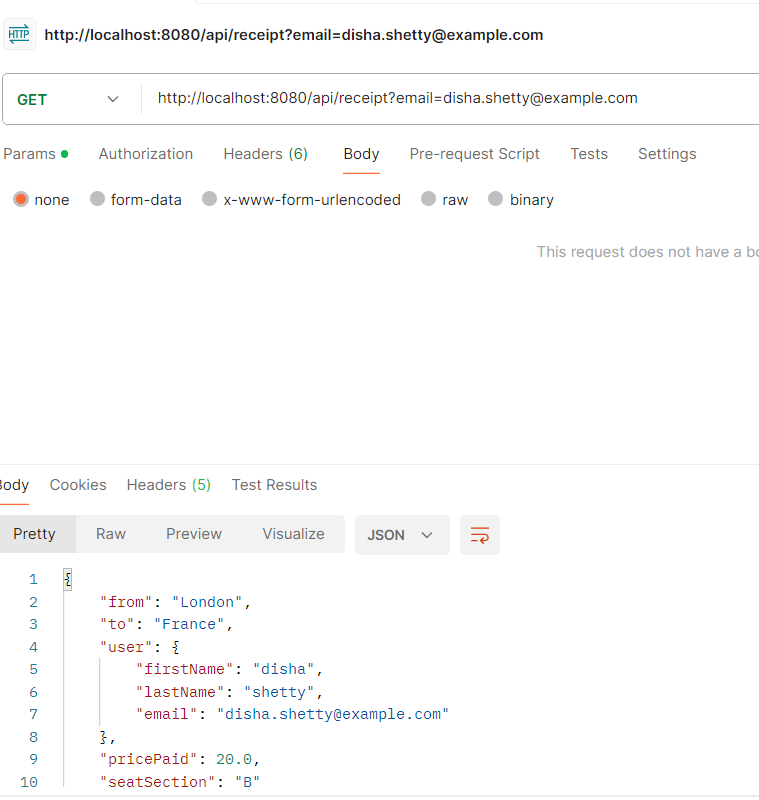 HTTP http://localhost:8080/api/receipt?email=disha.shetty@example.com
GET http://localhost:8080/api/receipt?email=disha.shetty@example.com
Params Authorization Headers (6) Body Pre-request Script Tests Settings
none form-data x-www-form-urlencoded raw binary
This request does not have a bo
Body Cookies Headers (5) Test Results
Pretty Raw Preview Visualize JSON
1 {
2 "from": "London",
3 "to": "France",
4 "user": {
5 "firstName": "disha",
6 "lastName": "shetty",
7 "email": "disha.shetty@example.com"
8 },
9 "pricePaid": 20.0,
10 "seatSection": "B"